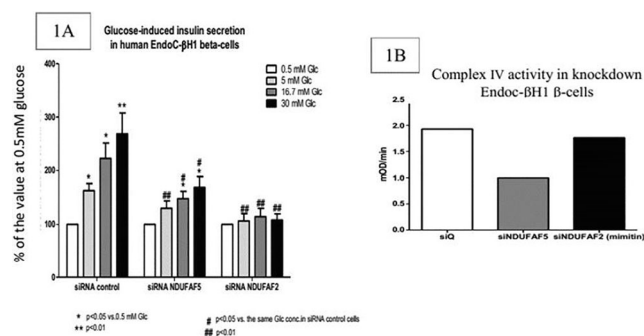 1A
Glucose-induced insulin secretion
in human EndoC-βH1 beta-cells
% of the value at 0.5mM glucose
400
300
200
100
0
0.5 mM Glc
5 mM Glc
16.7 mM Glc
30 mM Glc
*
*
**
##
#
*
#
*
##
##
##
siRNA control
siRNA NDUFAF5
siRNA NDUFAF2
* p<0.05 vs.0.5 mM Glc
** p<0.01
# p<0.05 vs. the same Glc conc.in siRNA control cells
## p<0.01
1B
Complex IV activity in knockdown
Endoc-βH1 β-cells
mOD/min
2.5
2.0
1.5
1.0
0.5
0.0
siQ
siNDUFAF5
siNDUFAF2 (mimitin)